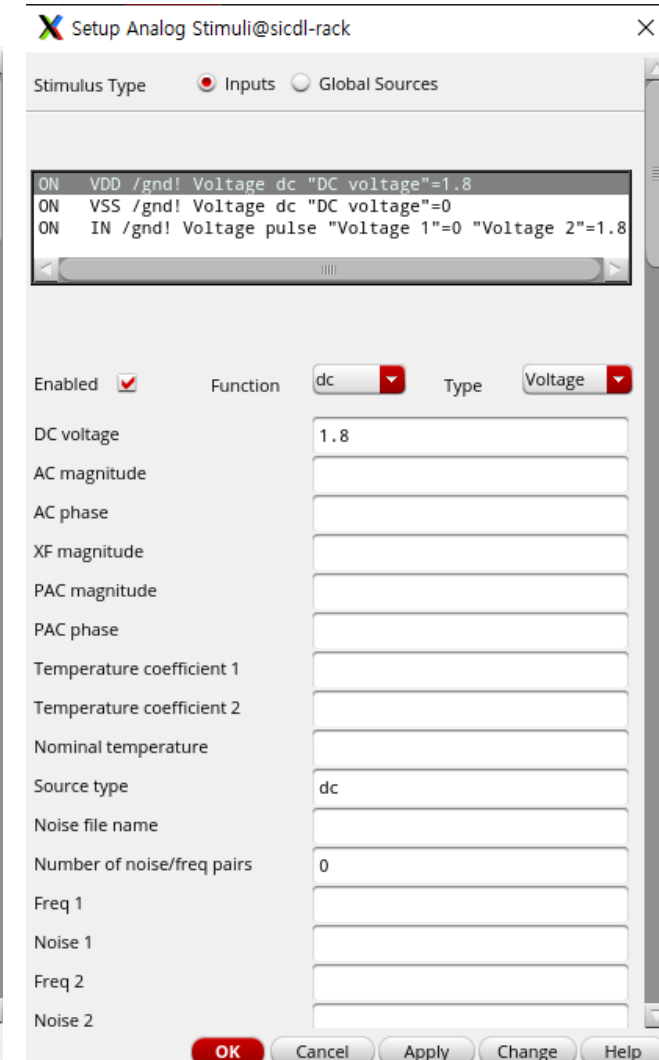 Setup Analog Stimuli@sicdl-rack
Stimulus Type Inputs Global Sources
ON VDD /gnd! Voltage dc "DC voltage"=1.8
ON VSS /gnd! Voltage dc "DC voltage"=0
ON IN /gnd! Voltage pulse "Voltage 1"=0 "Voltage 2"=1.8
Enabled Function dc Type Voltage
DC voltage 1.8
AC magnitude
AC phase
XF magnitude
PAC magnitude
PAC phase
Temperature coefficient 1
Temperature coefficient 2
Nominal temperature
Source type dc
Noise file name
Number of noise/freq pairs 0
Freq 1
Noise 1
Freq 2
Noise 2
OK Cancel Apply Change Help